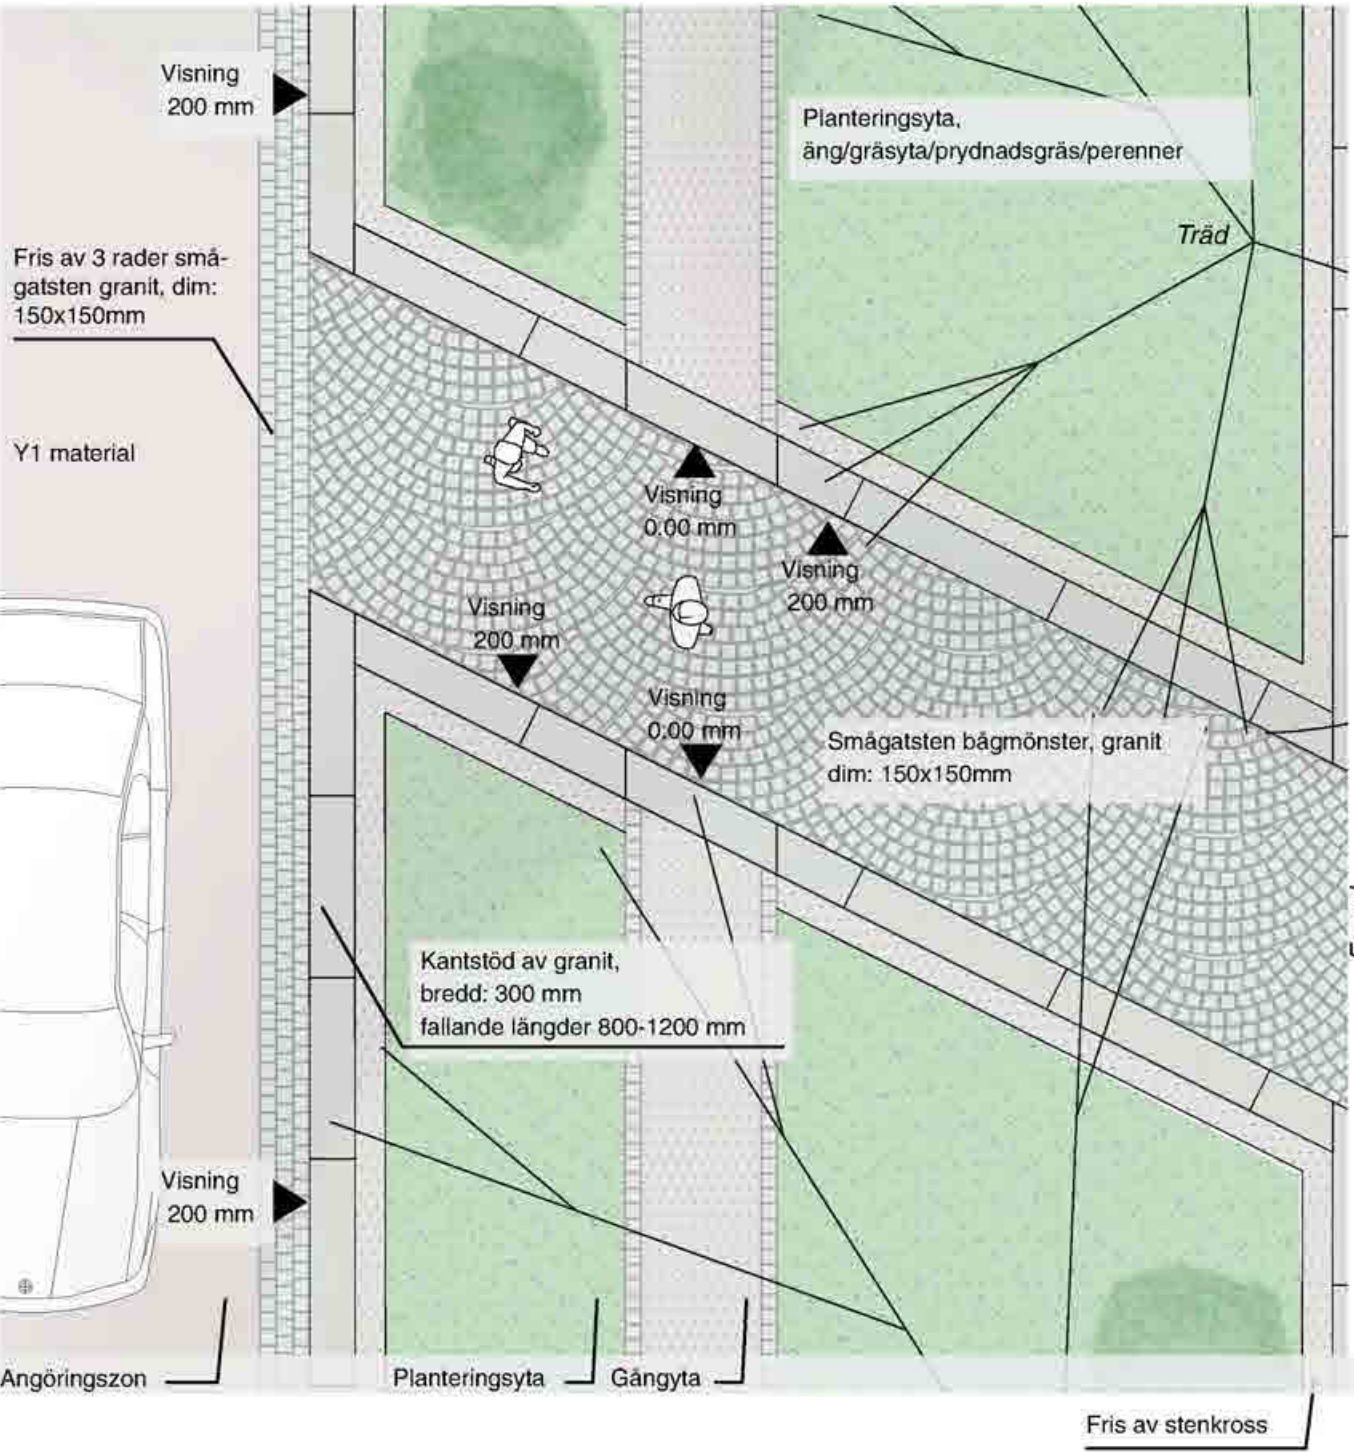 Visning
200 mm
Planteringsyta,
äng/gräsyta/prydnadsgräs/perenner
Träd
Fris av 3 rader små-
gatsten granit, dim:
150x150mm
Y1 material
Visning
0.00 mm
Visning
200 mm
Visning
200 mm
Visning
0.00 mm
Smågatsten bågmönster, granit
dim: 150x150mm
Kantstöd av granit,
bredd: 300 mm
fallande längder 800-1200 mm
Visning
200 mm
Angöringszon
Planteringsyta
Gångyta
Fris av stenkross